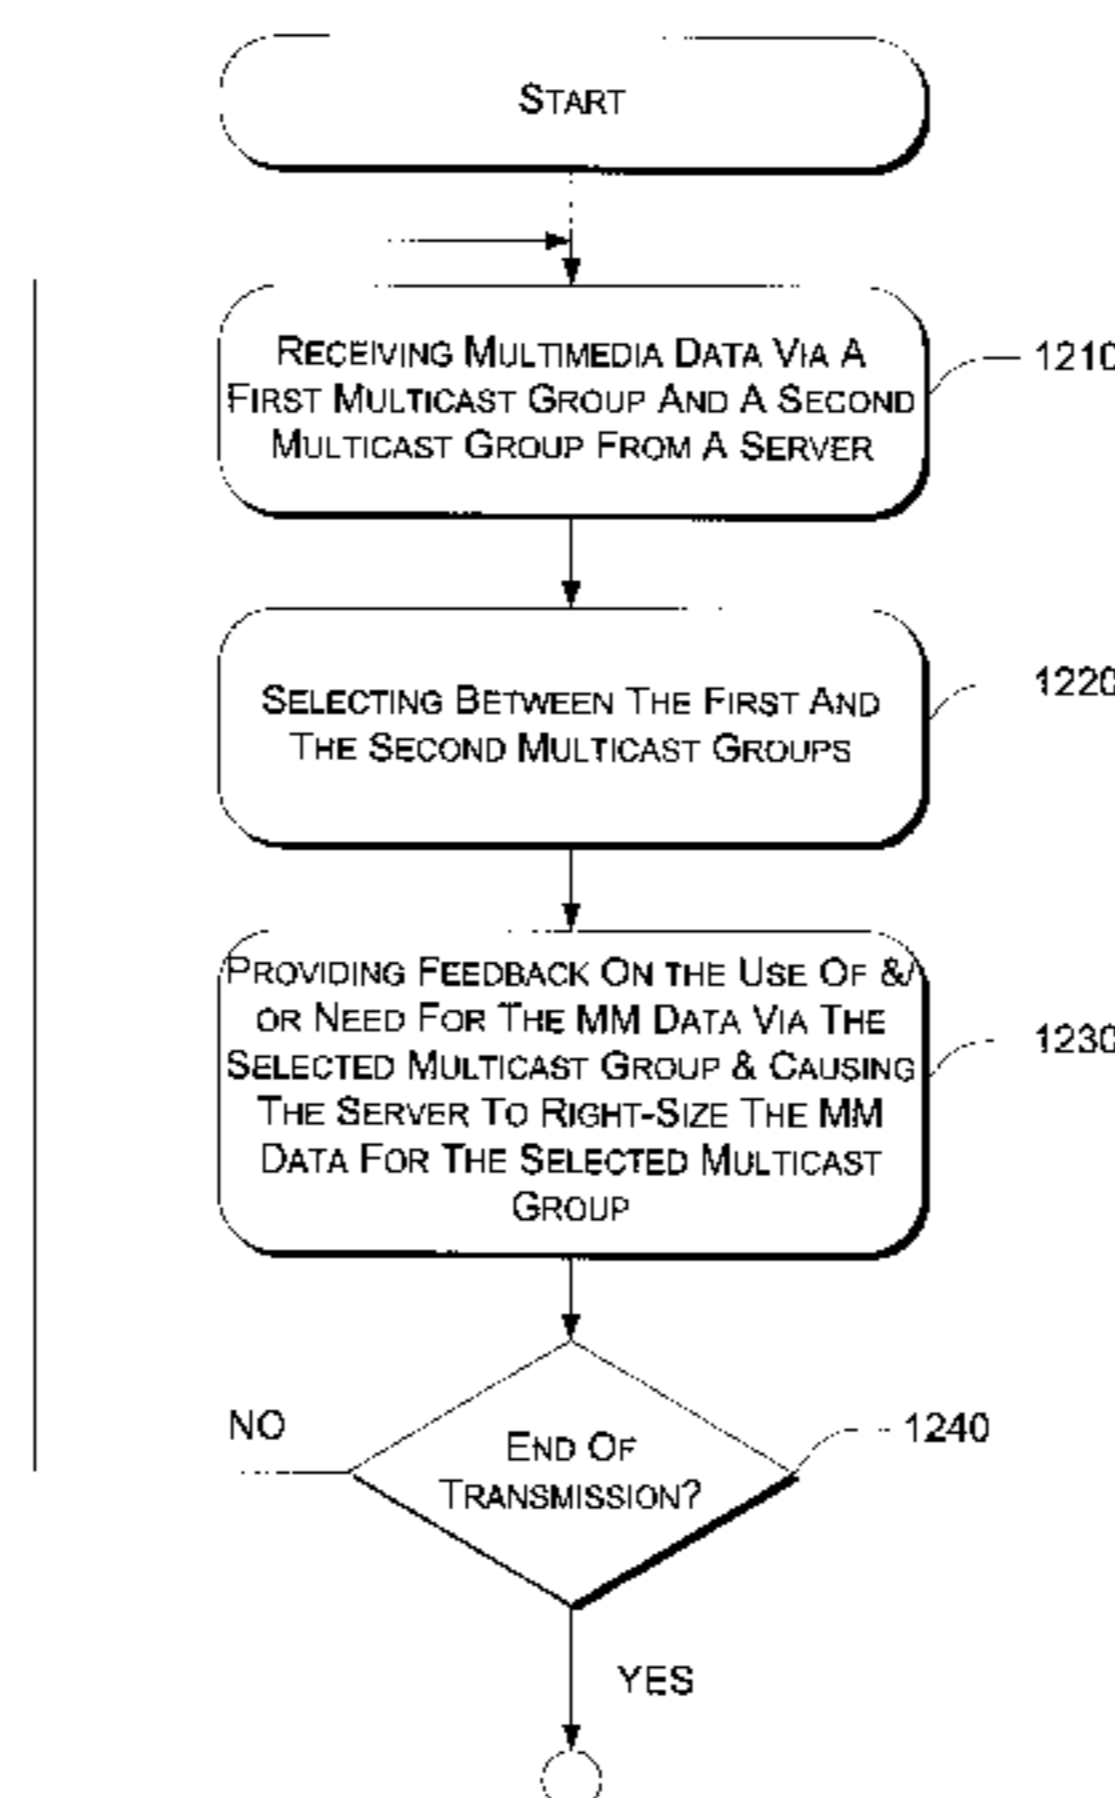 START
RECEIVING MULTIMEDIA DATA VIA A
FIRST MULTICAST GROUP AND A SECOND
MULTICAST GROUP FROM A SERVER
1210
SELECTING BETWEEN THE FIRST AND
THE SECOND MULTICAST GROUPS
1220
PROVIDING FEEDBACK ON THE USE OF &/
OR NEED FOR THE MM DATA VIA THE
SELECTED MULTICAST GROUP & CAUSING
THE SERVER TO RIGHT-SIZE THE MM
DATA FOR THE SELECTED MULTICAST
GROUP
1230
NO
END OF
TRANSMISSION?
1240
YES